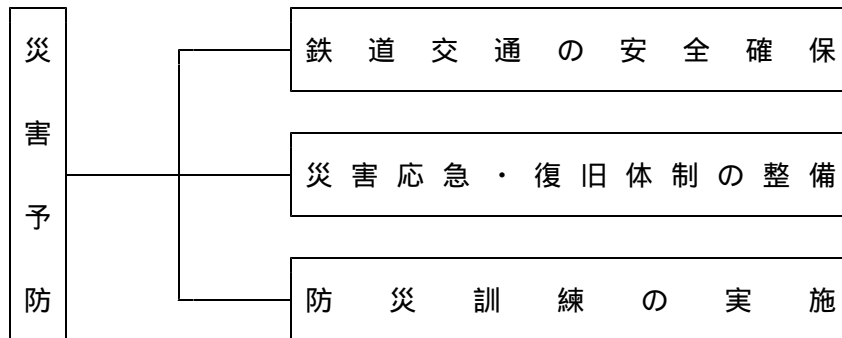 災害予防
鉄道交通の安全確保
災害応急・復旧体制の整備
防災訓練の実施